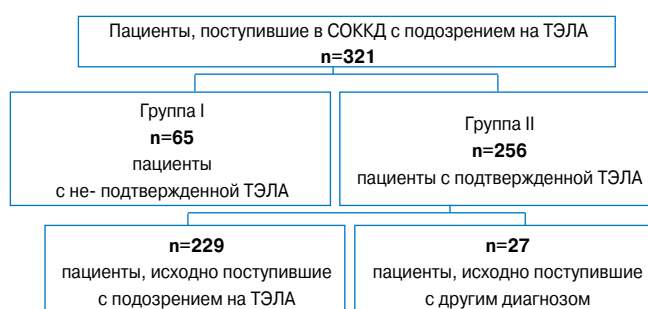 Пациенты, поступившие в СОККД с подозрением на ТЭЛА
n=321
Группа I
n=65
пациенты
с не- подтвержденной ТЭЛА
Группа II
n=256
пациенты с подтвержденной ТЭЛА
n=229
пациенты, исходно поступившие
с подозрением на ТЭЛА
n=27
пациенты, исходно поступившие
с другим диагнозом